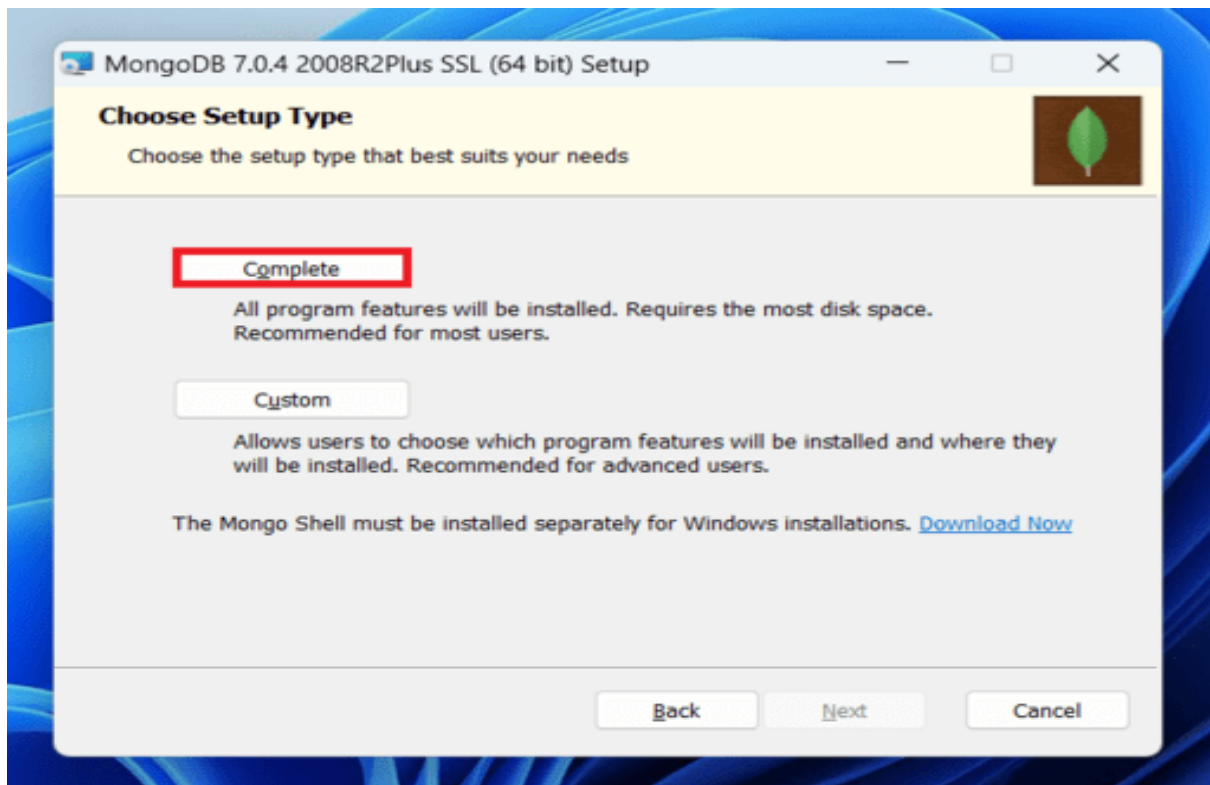 MongoDB 7.0.4 2008R2Plus SSL (64 bit) Setup
Choose Setup Type
Choose the setup type that best suits your needs
Complete
All program features will be installed. Requires the most disk space.
Recommended for most users.
Custom
Allows users to choose which program features will be installed and where they
will be installed. Recommended for advanced users.
The Mongo Shell must be installed separately for Windows installations. Download Now
Back Next Cancel